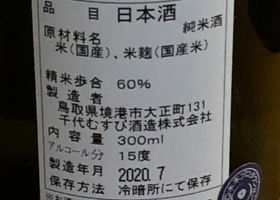 品目 日本酒
原材料名 純米酒
米（国産）、米麹（国産米）
精米歩合 60%
製造者
鳥取県境港市大正町131
千代むすび酒造株式会社
内容量 300ml
アルコール分 15度
製造年月 2020.7
保存方法 冷暗所にて保存